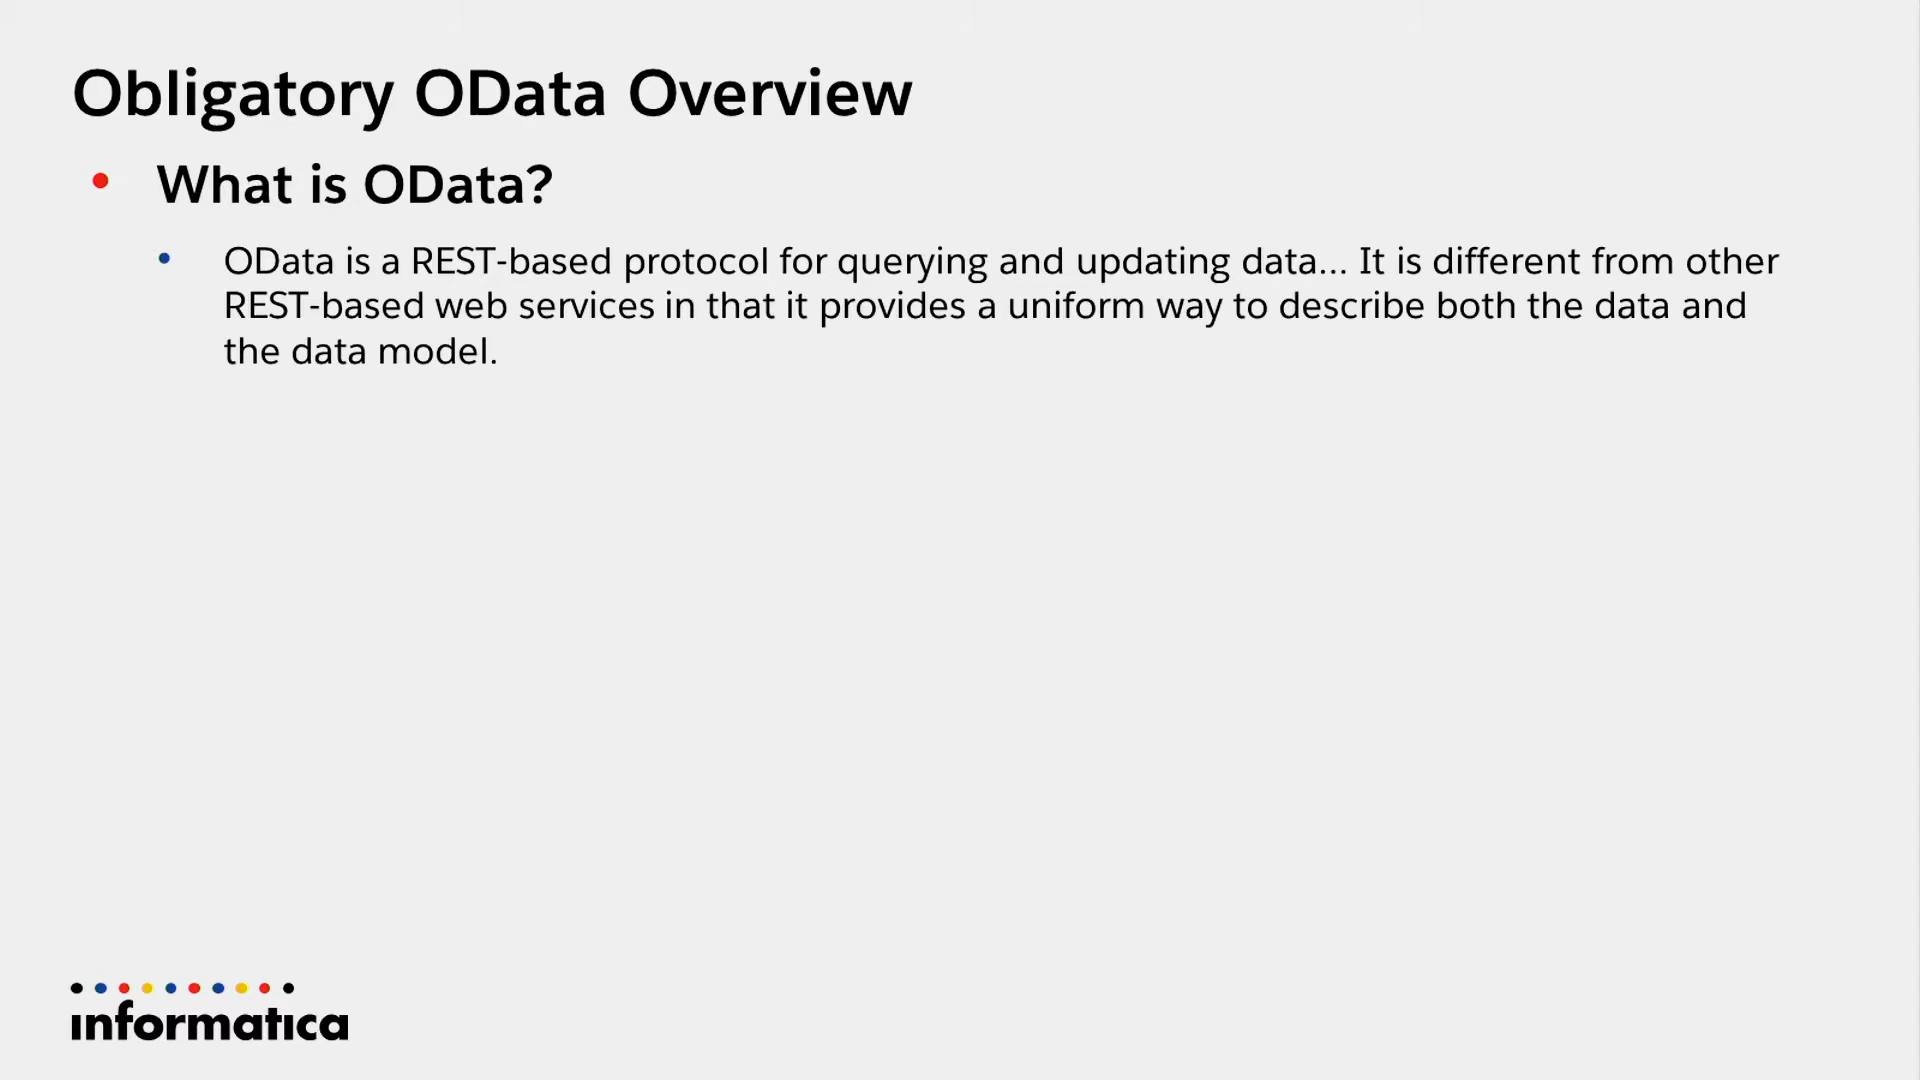 Obligatory OData Overview
• What is OData?
• OData is a REST-based protocol for querying and updating data... It is different from other
REST-based web services in that it provides a uniform way to describe both the data and
the data model.
informatica